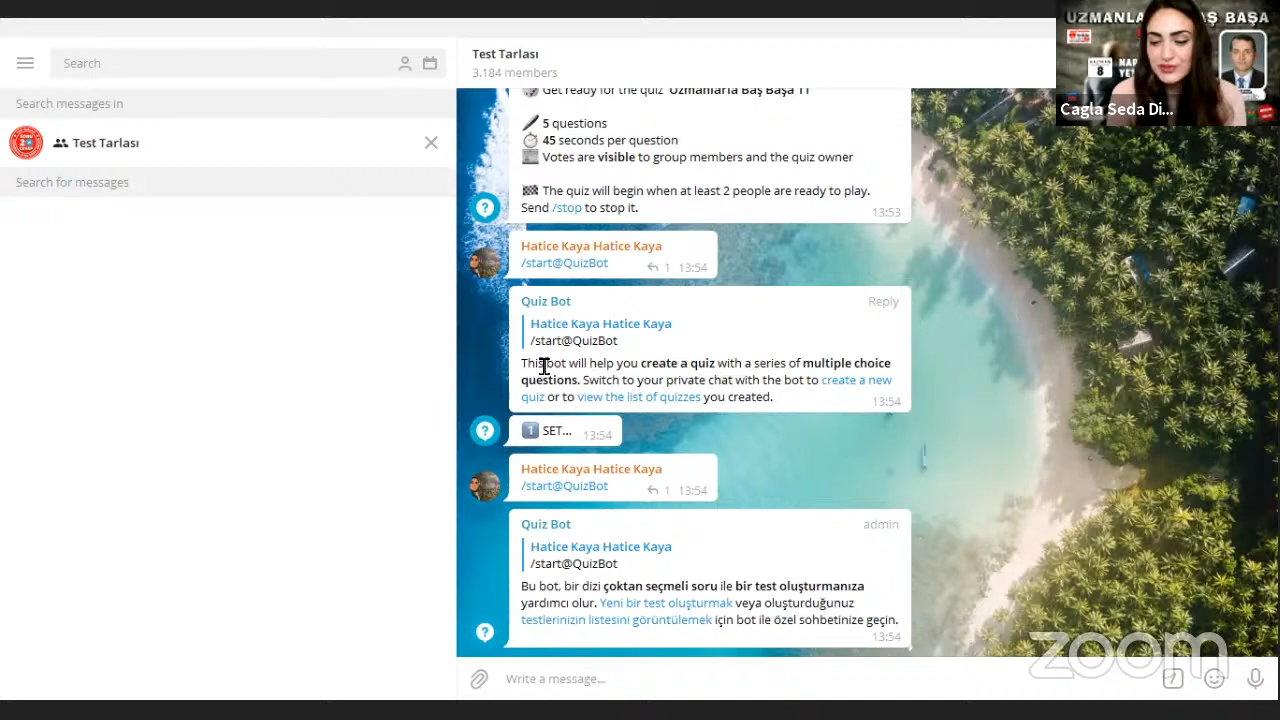 Search
Search messages in
Test Tarlası
Search for messages
Test Tarlası
3.184 members
Get ready for the quiz 'Uzmanlarla Baş Başa 11'
5 questions
45 seconds per question
Votes are visible to group members and the quiz owner
The quiz will begin when at least 2 people are ready to play.
Send /stop to stop it.
13:53
Hatice Kaya Hatice Kaya
/start@QuizBot
1 13:54
Quiz Bot
Reply
Hatice Kaya Hatice Kaya
/start@QuizBot
This bot will help you create a quiz with a series of multiple choice
questions. Switch to your private chat with the bot to create a new
quiz or to view the list of quizzes you created.
13:54
1 SET...
13:54
Hatice Kaya Hatice Kaya
/start@QuizBot
1 13:54
Quiz Bot
admin
Hatice Kaya Hatice Kaya
/start@QuizBot
Bu bot, bir dizi çoktan seçmeli soru ile bir test oluşturmanıza
yardımcı olur. Yeni bir test oluşturmak veya oluşturduğunuz
testlerinizin listesini görüntülemek için bot ile özel sohbetinize geçin.
13:54
Write a message...
UZMANLA Ş BAŞA
8
Cagla Seda Di...
zoom